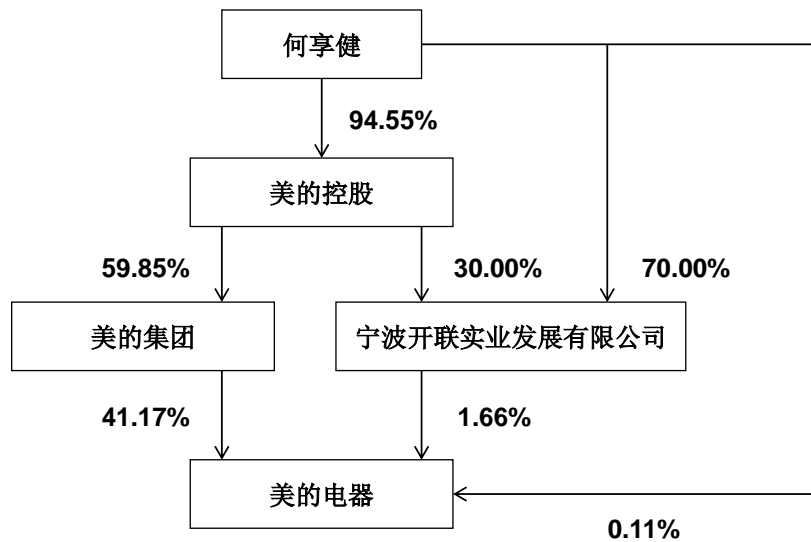 何享健
94.55%
美的控股
59.85%
30.00%
70.00%
美的集团
宁波开联实业发展有限公司
41.17%
1.66%
美的电器
0.11%